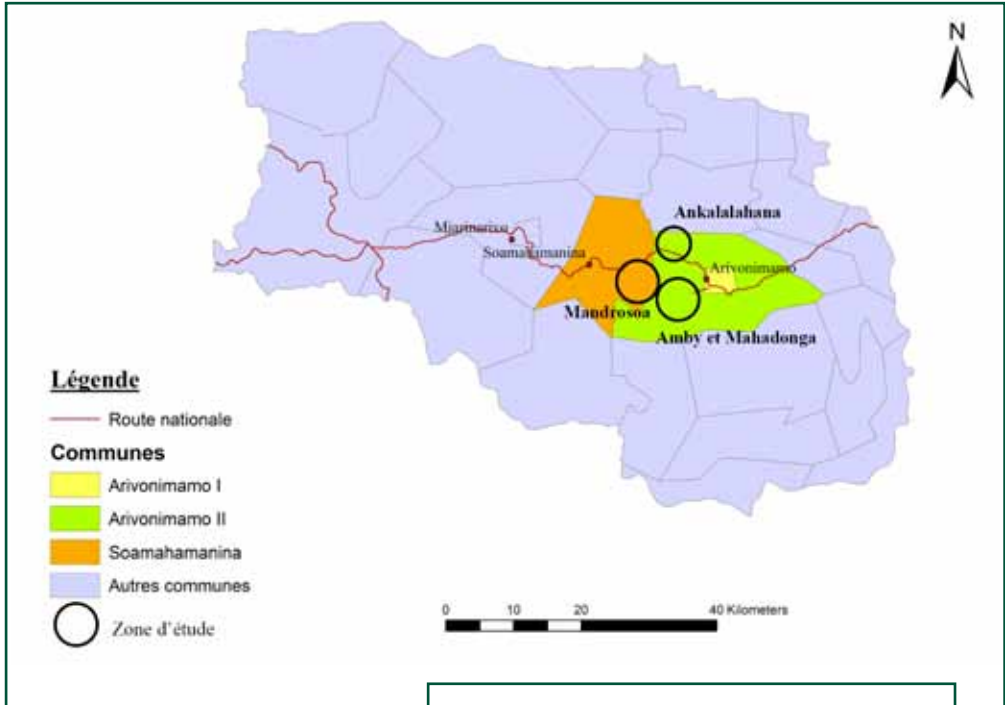 N
Ankalalahana
Miarinarivo
Soamahamanina
Arivonimamo
Mandrosoa
Amby et Mahadonga
Légende
Route nationale
Communes
Arivonimamo I
Arivonimamo II
Soamahamanina
Autres communes
Zone d'étude
0 10 20 40 Kilometers